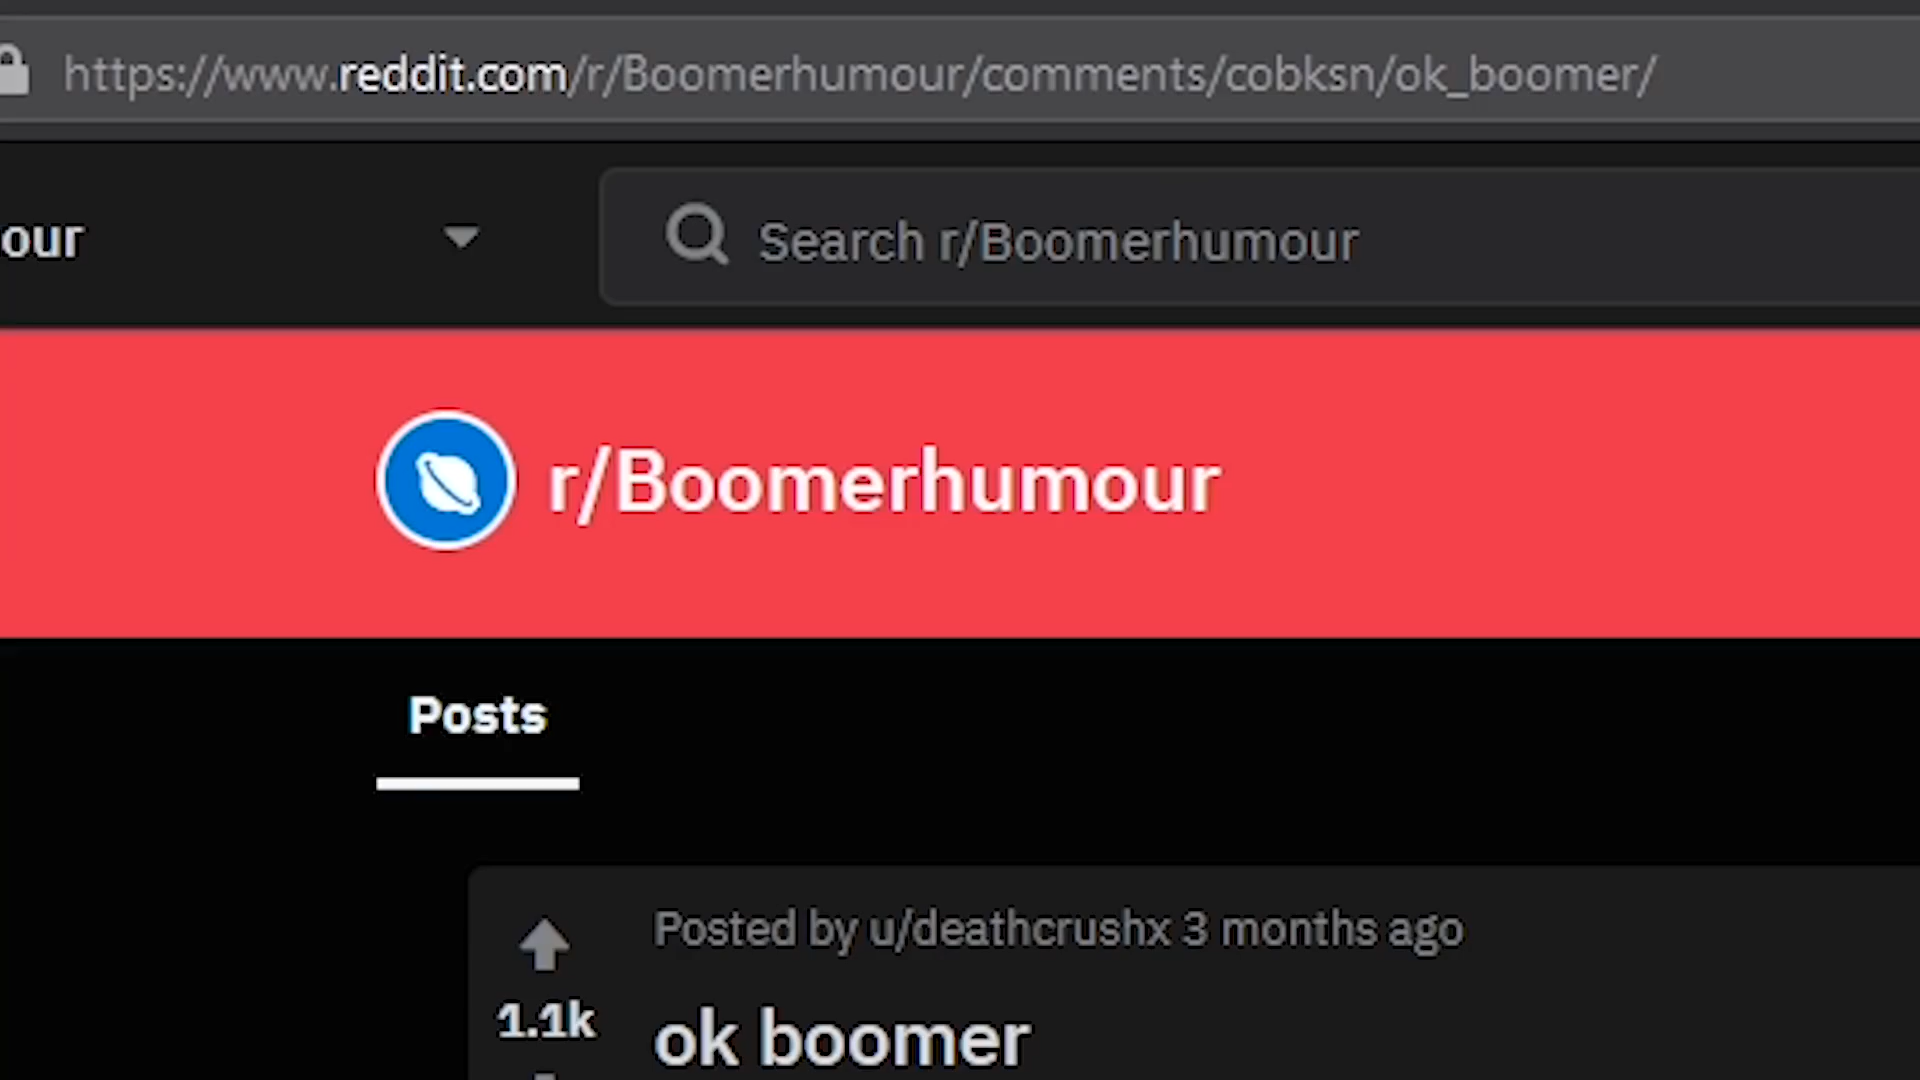 https://www.reddit.com/r/Boomerhumour/comments/cobksn/ok_boomer/
our
Search r/Boomerhumour
r/Boomerhumour
Posts
Posted by u/deathcrushx 3 months ago
1.1k
ok boomer